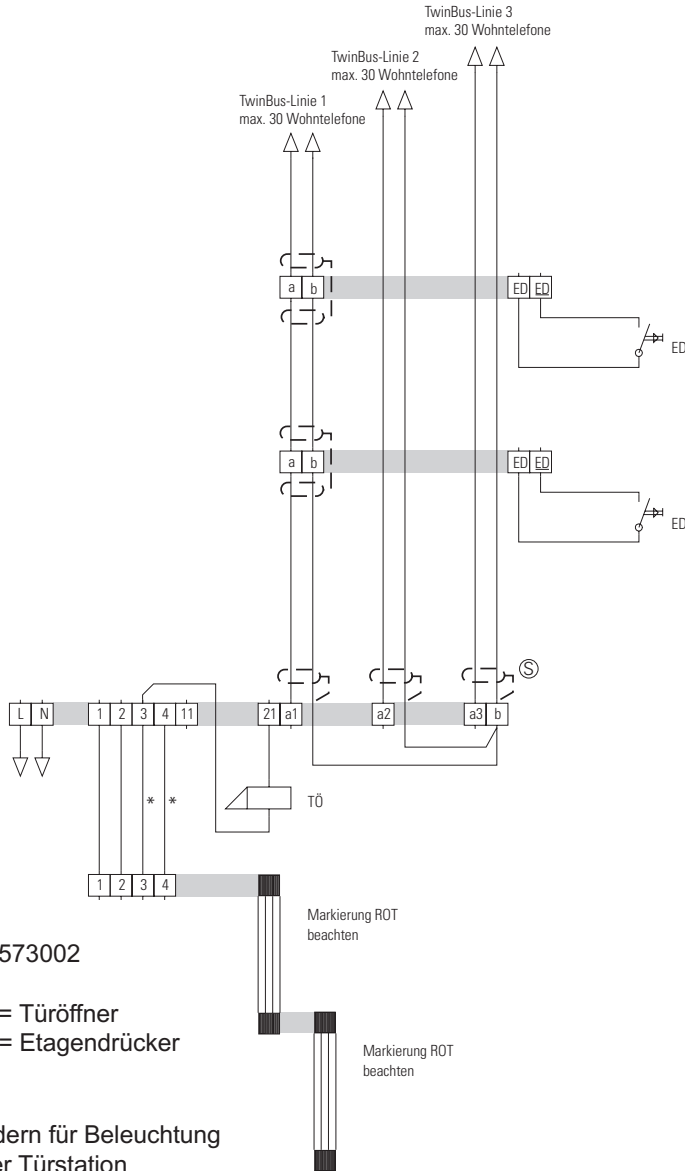 TwinBus-Linie 3
max. 30 Wohntelefone
TwinBus-Linie 2
max. 30 Wohntelefone
TwinBus-Linie 1
max. 30 Wohntelefone
a b ED ED
ED
a b ED ED
ED
S
L N 1 2 3 4 11 21 a1 a2 a3 b
* *
TÖ
1 2 3 4
Markierung ROT
beachten
573002
= Türöffner
= Etagendrücker
Markierung ROT
beachten
dern für Beleuchtung
er Türstation